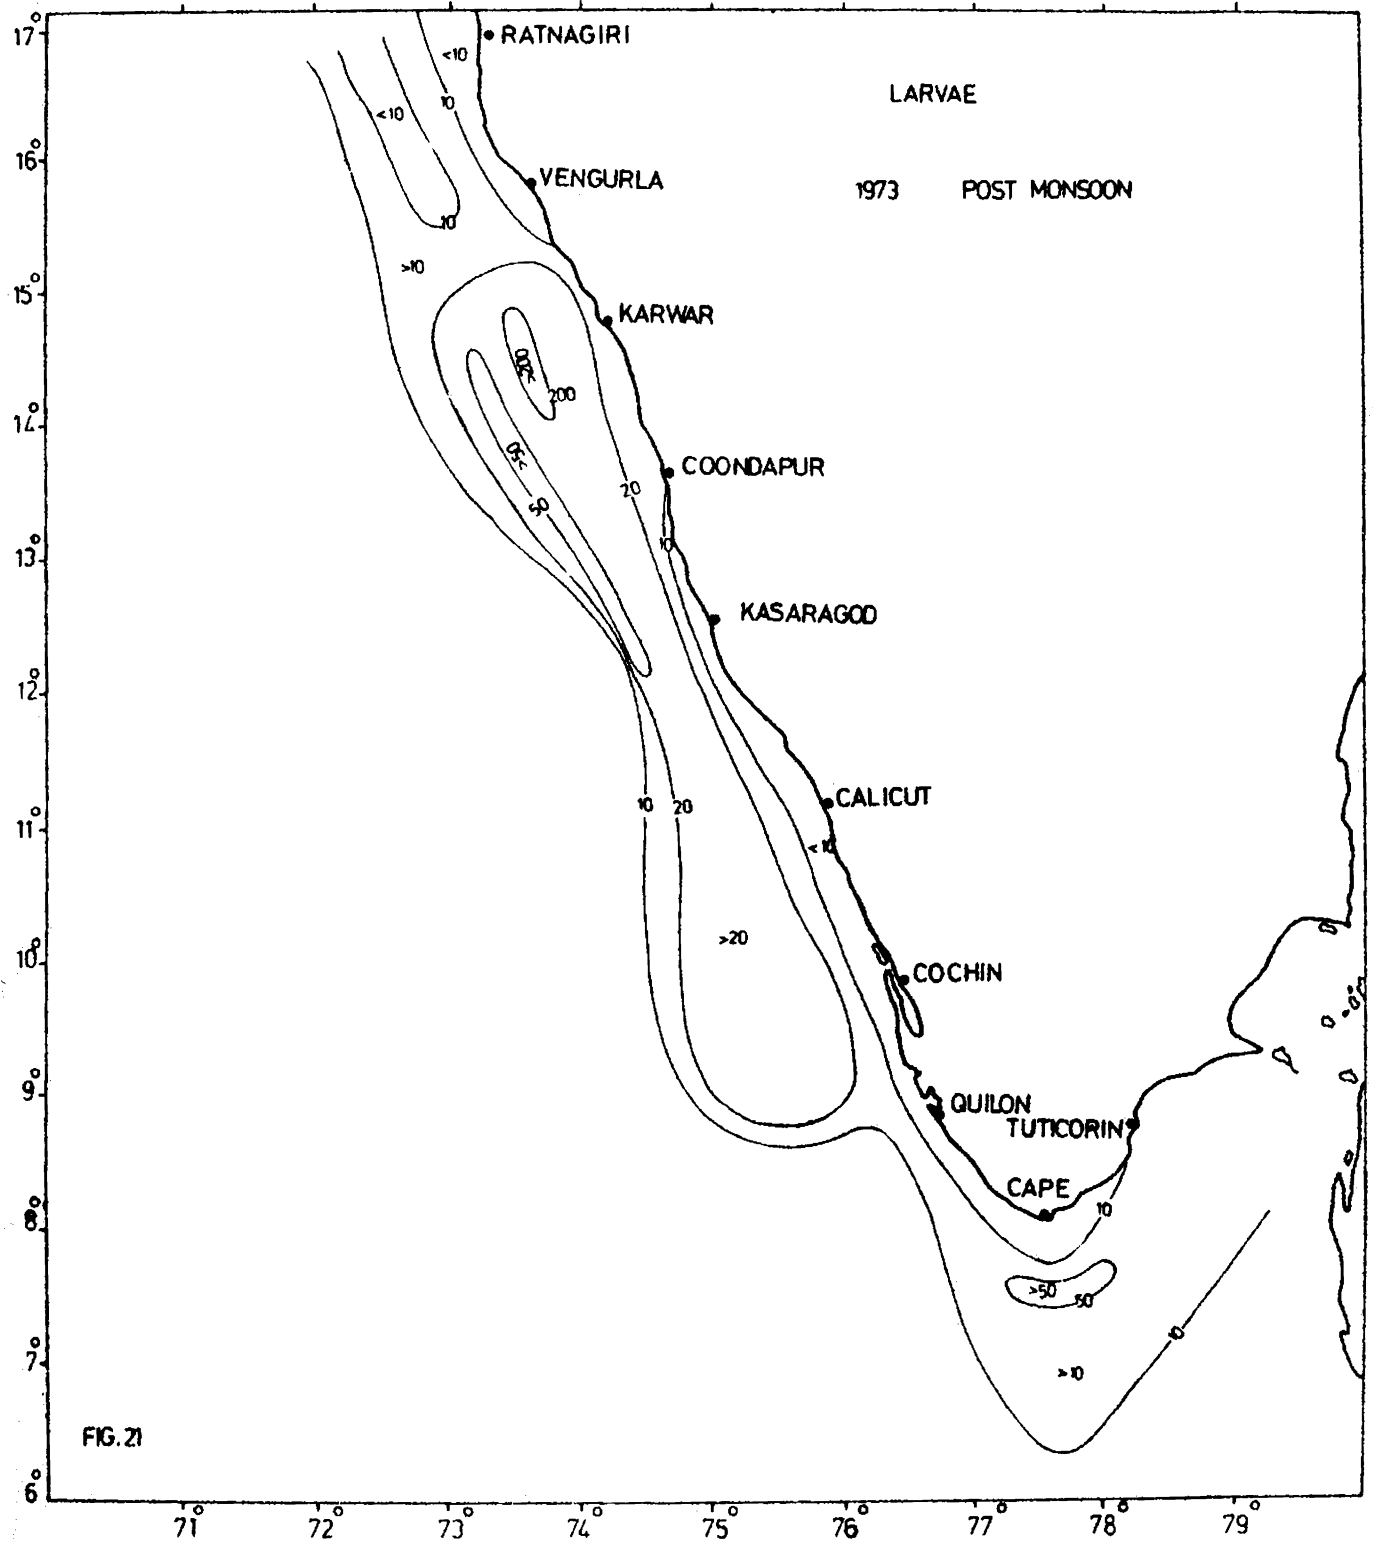 17°
RATNAGIRI
<10
LARVAE
10
<10
16°
VENGURLA
1973 POST MONSOON
10
>10
15°
KARWAR
>200
200
14°
>50
COONDAPUR
20
50
10
13°
KASARAGOD
12°
10
20
CALICUT
11°
<10
>20
10°
COCHIN
9°
QUILON
TUTICORIN
CAPE
10
8°
>50
50
10
7°
>10
FIG.21
6°
71° 72° 73° 74° 75° 76° 77° 78° 79°